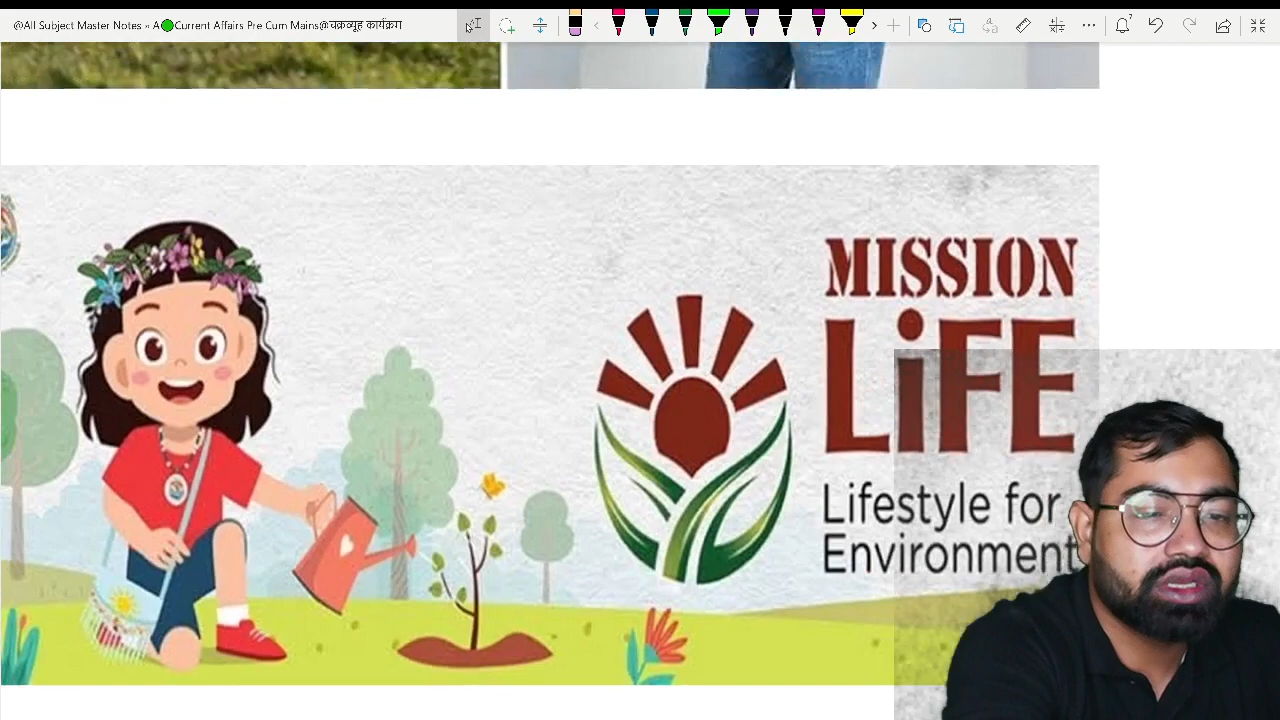 @All Subject Master Notes « A Current Affairs Pre Cum Mains@चक्रव्यूह कार्यक्रम
MISSION
LiFE
Lifestyle for
Environment